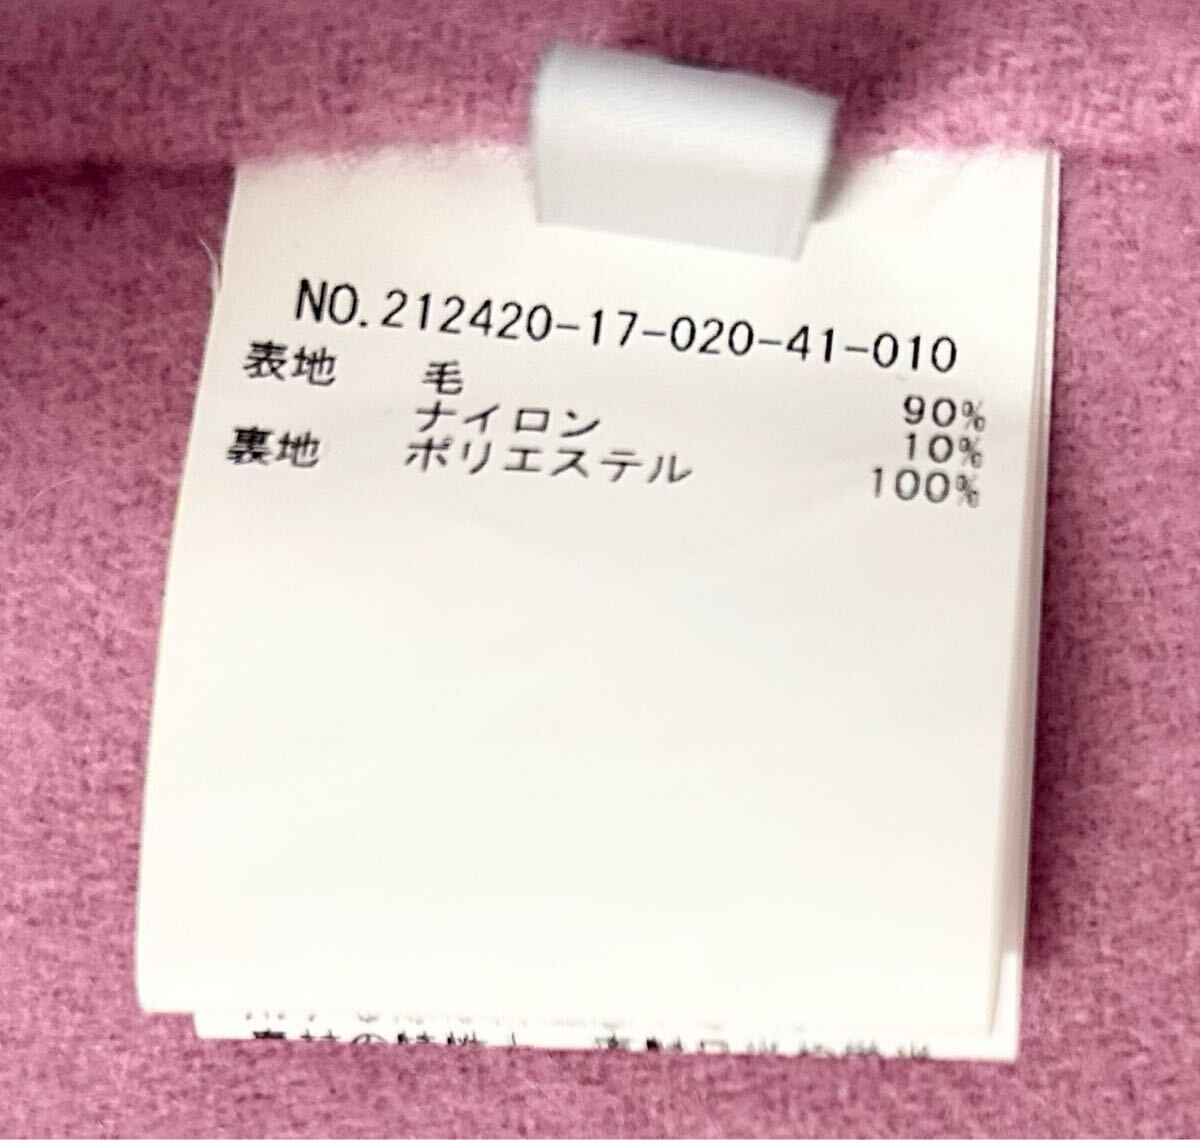 NO.212420-17-020-41-010
表地 毛 90%
ナイロン 10%
裏地 ポリエステル 100%